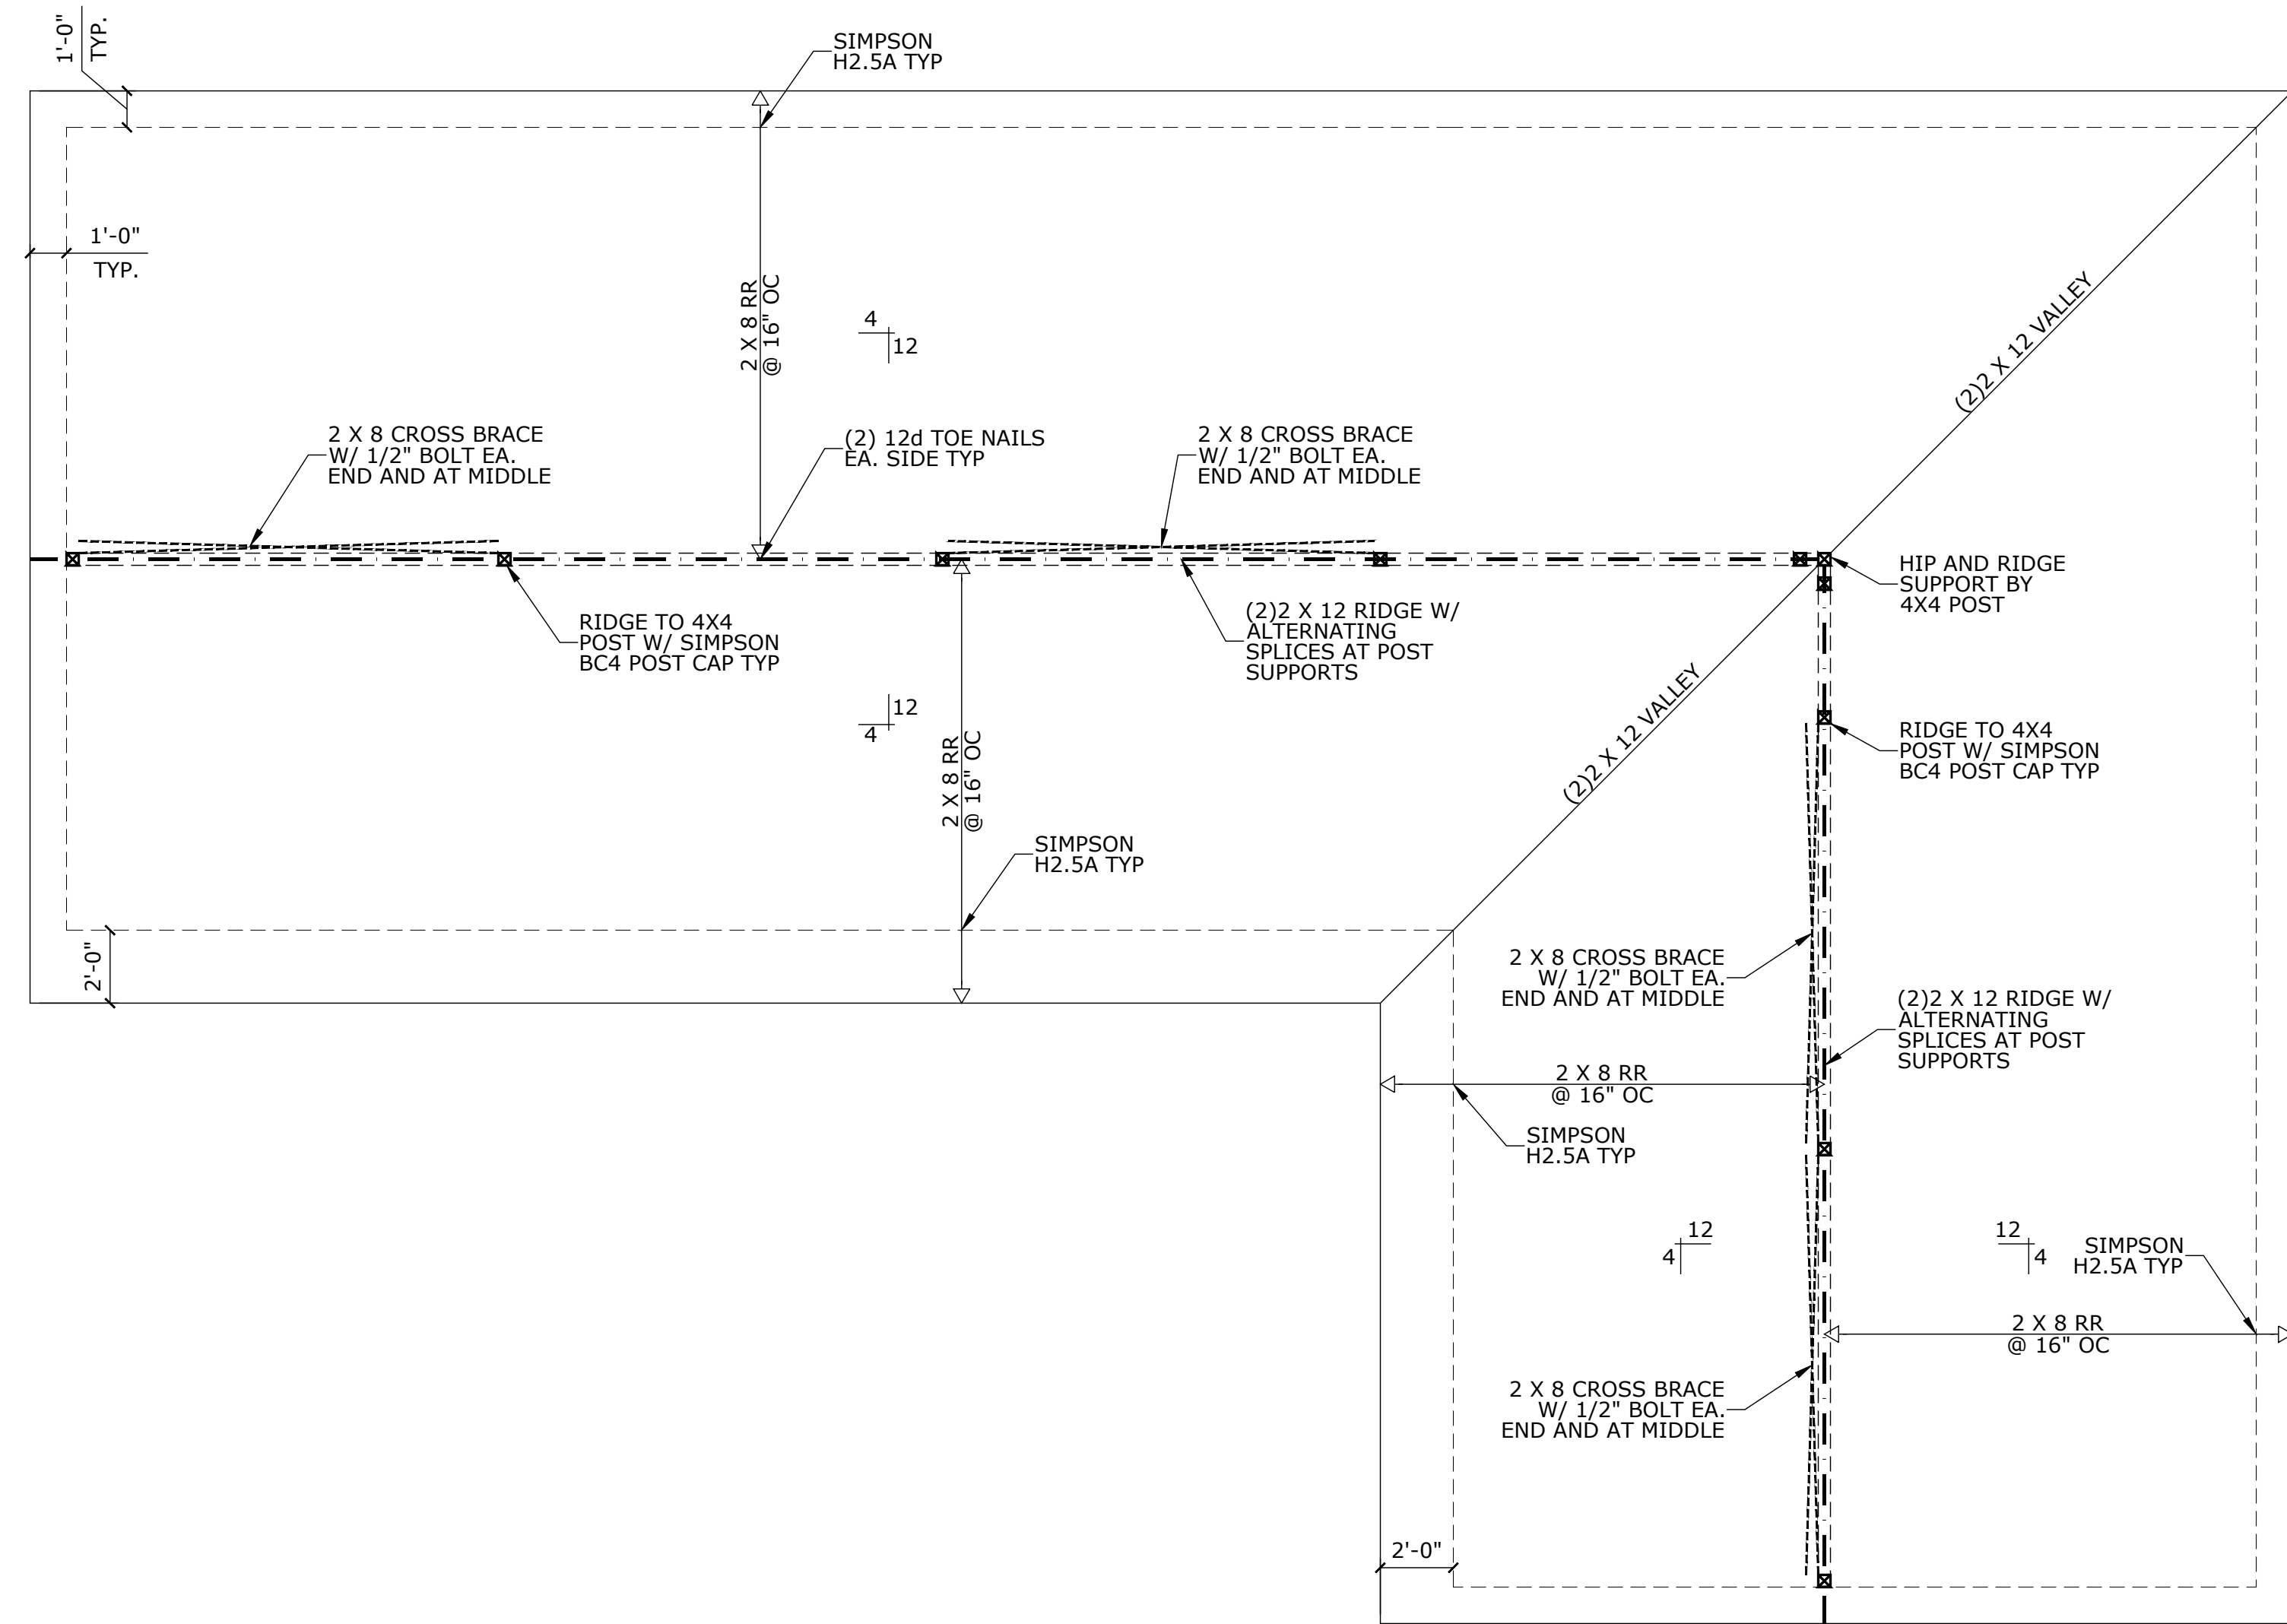 1'-0"
TYP.
SIMPSON
H2.5A TYP
1'-0"
TYP.
2 X 8 RR
@ 16" OC
4
12
(2)2 X 12 VALLEY
2 X 8 CROSS BRACE
W/ 1/2" BOLT EA.
END AND AT MIDDLE
(2) 12d TOE NAILS
EA. SIDE TYP
2 X 8 CROSS BRACE
W/ 1/2" BOLT EA.
END AND AT MIDDLE
HIP AND RIDGE
SUPPORT BY
4X4 POST
RIDGE TO 4X4
POST W/ SIMPSON
BC4 POST CAP TYP
(2)2 X 12 RIDGE W/
ALTERNATING
SPLICES AT POST
SUPPORTS
(2)2 X 12 VALLEY
12
4
2 X 8 RR
@ 16" OC
RIDGE TO 4X4
POST W/ SIMPSON
BC4 POST CAP TYP
SIMPSON
H2.5A TYP
2'-0"
2 X 8 CROSS BRACE
W/ 1/2" BOLT EA.
END AND AT MIDDLE
(2)2 X 12 RIDGE W/
ALTERNATING
SPLICES AT POST
SUPPORTS
2 X 8 RR
@ 16" OC
SIMPSON
H2.5A TYP
12
4
12
4
SIMPSON
H2.5A TYP
2 X 8 RR
@ 16" OC
2 X 8 CROSS BRACE
W/ 1/2" BOLT EA.
END AND AT MIDDLE
2'-0"